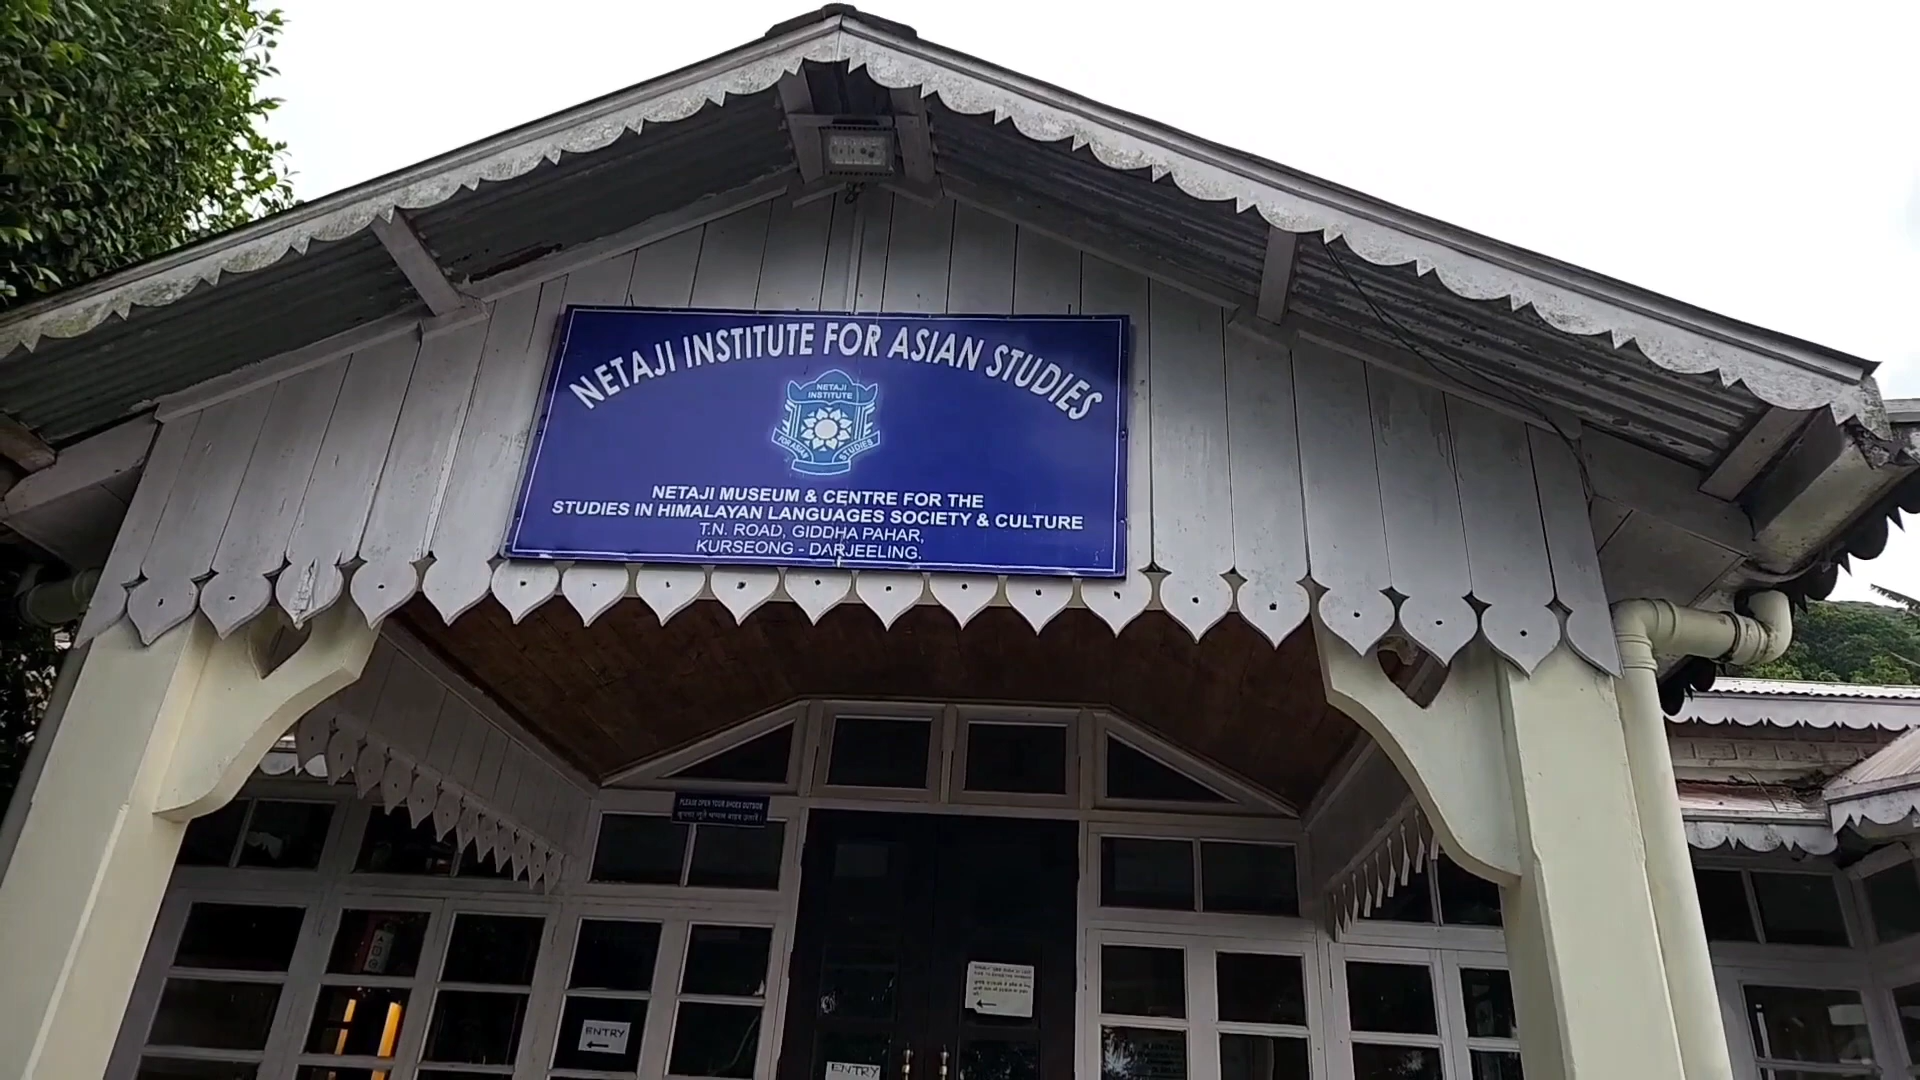 NETAJI INSTITUTE FOR ASIAN STUDIES
NETAJI
INSTITUTE
FOR ASIAN STUDIES
NETAJI MUSEUM & CENTRE FOR THE
STUDIES IN HIMALAYAN LANGUAGES SOCIETY & CULTURE
T.N. ROAD, GIDDHA PAHAR,
KURSEONG - DARJEELING.
PLEASE OPEN YOUR SHOES OUTSIDE
ENTRY
ENTRY